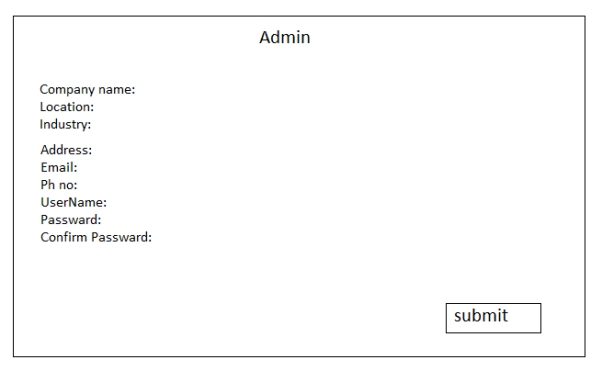 Admin
Company name:
Location:
Industry:
Address:
Email:
Ph no:
UserName:
Passward:
Confirm Passward:
submit